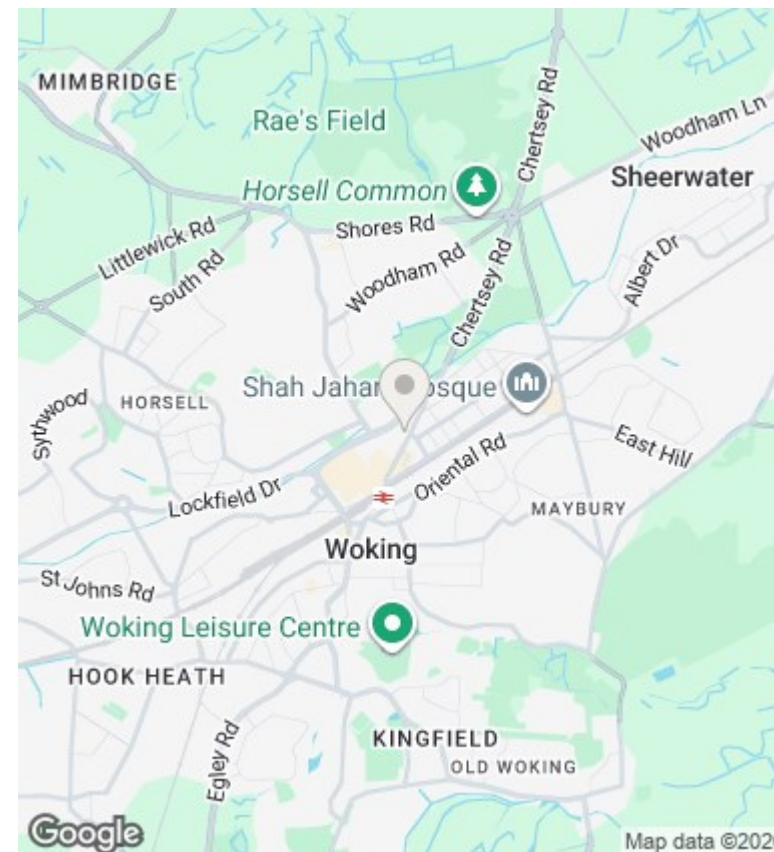 MIMBRIDGE
Rae's Field
Chertsey Rd
Woodham Ln
Horsell Common
Sheerwater
Shores Rd
Littlewick Rd
South Rd
Woodham Rd
Chertsey Rd
Albert Dr
Shah Jahan Mosque
HORSELL
Sythwood
East Hill
Oriental Rd
Lockfield Dr
MAYBURY
Woking
St Johns Rd
Woking Leisure Centre
HOOK HEATH
KINGFIELD
Egley Rd
OLD WOKING
Google
Map data ©202